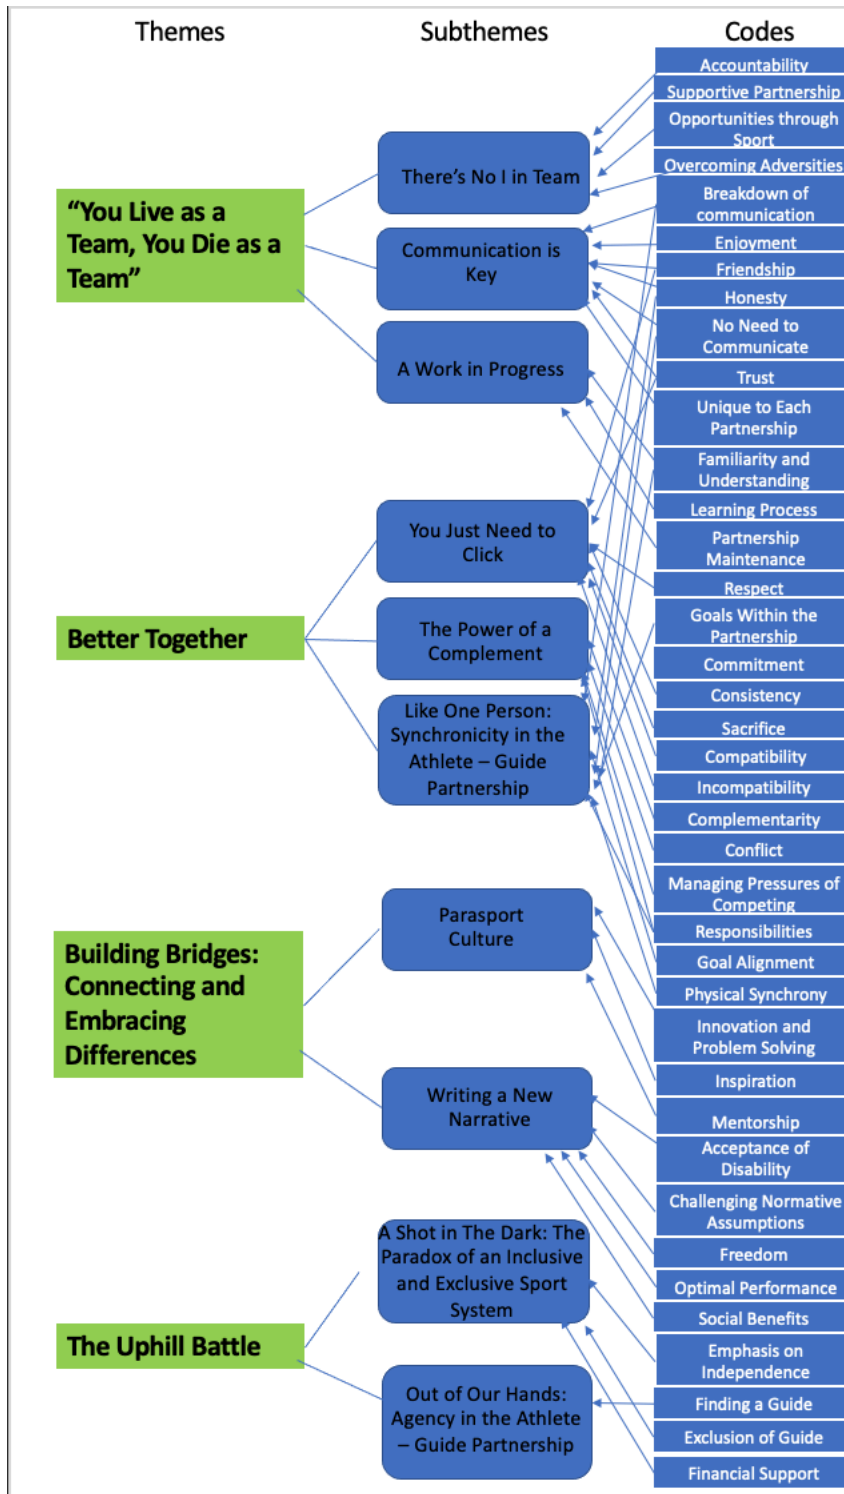 Themes
Subthemes
Codes
“You Live as a
Team, You Die as a
Team”
Better Together
Building Bridges:
Connecting and
Embracing
Differences
The Uphill Battle
There’s No I in Team
Communication is
Key
A Work in Progress
You Just Need to
Click
The Power of a
Complement
Like One Person:
Synchronicity in the
Athlete – Guide
Partnership
Parasport
Culture
Writing a New
Narrative
A Shot in The Dark: The
Paradox of an Inclusive
and Exclusive Sport
System
Out of Our Hands:
Agency in the Athlete
– Guide Partnership
Accountability
Supportive Partnership
Opportunities through
Sport
Overcoming Adversities
Breakdown of
communication
Enjoyment
Friendship
Honesty
No Need to
Communicate
Trust
Unique to Each
Partnership
Familiarity and
Understanding
Learning Process
Partnership
Maintenance
Respect
Goals Within the
Partnership
Commitment
Consistency
Sacrifice
Compatibility
Incompatibility
Complementarity
Conflict
Managing Pressures of
Competing
Responsibilities
Goal Alignment
Physical Synchrony
Innovation and
Problem Solving
Inspiration
Mentorship
Acceptance of
Disability
Challenging Normative
Assumptions
Freedom
Optimal Performance
Social Benefits
Emphasis on
Independence
Finding a Guide
Exclusion of Guide
Financial Support